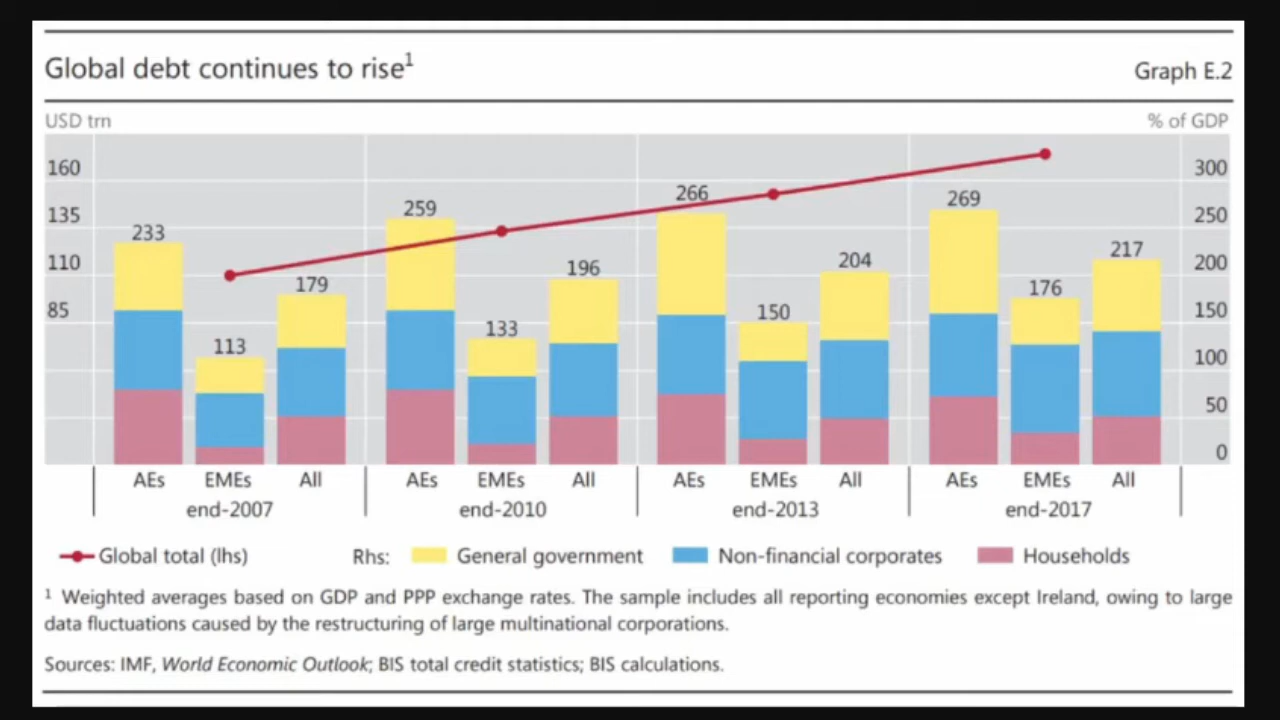 Global debt continues to rise¹ Graph E.2
USD trn % of GDP
160 300
135 250
110 200
85 150
100
50
0
233 113 179 259 133 196 266 150 204 269 176 217
AEs EMEs All AEs EMEs All AEs EMEs All AEs EMEs All
end-2007 end-2010 end-2013 end-2017
Global total (lhs) Rhs: General government Non-financial corporates Households
¹ Weighted averages based on GDP and PPP exchange rates. The sample includes all reporting economies except Ireland, owing to large
data fluctuations caused by the restructuring of large multinational corporations.
Sources: IMF, World Economic Outlook; BIS total credit statistics; BIS calculations.